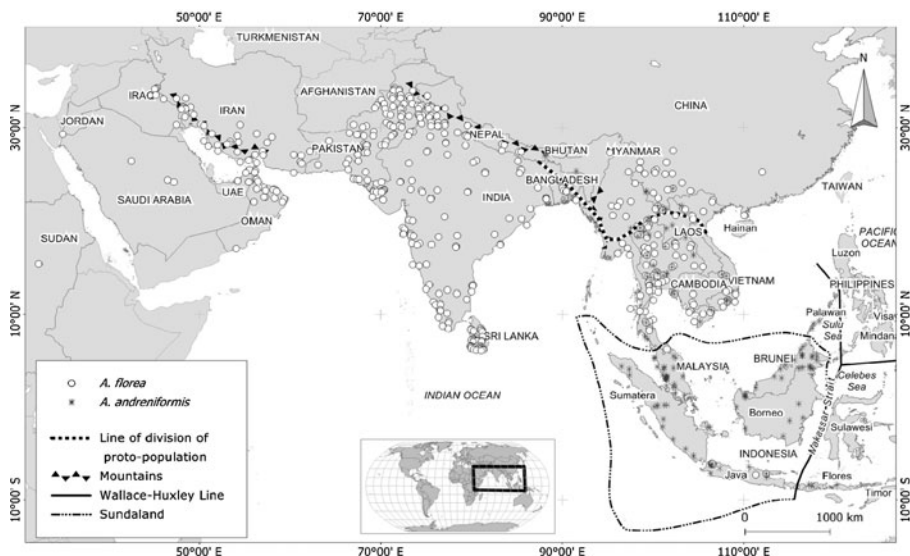 50°00' E
70°00' E
90°00' E
110°00' E
TURKMENISTAN
N
AFGHANISTAN
IRAQ
IRAN
CHINA
JORDAN
30°00' N
30°00' N
PAKISTAN
NEPAL
BHUTAN
MYANMAR
BANGLADESH
UAE
INDIA
TAIWAN
SAUDI ARABIA
OMAN
LAOS
Hainan
PACIFIC
OCEAN
SUDAN
Luzon
CAMBODIA
VIETNAM
PHILIPPINES
10°00' N
10°00' N
Palawan
Visay
SRI LANKA
Sulu
Sea
Mindana
A. florea
A. andreniformis
MALAYSIA
BRUNEI
INDIAN OCEAN
Sumatera
Celebes
Sea
Borneo
Makassar Strait
Line of division of
proto-population
Sulawesi
Mountains
INDONESIA
Wallace-Huxley Line
Java
Flores
Sundaland
Timor
10°00' S
10°00' S
0
1000 km
50°00' E
70°00' E
90°00' E
110°00' E